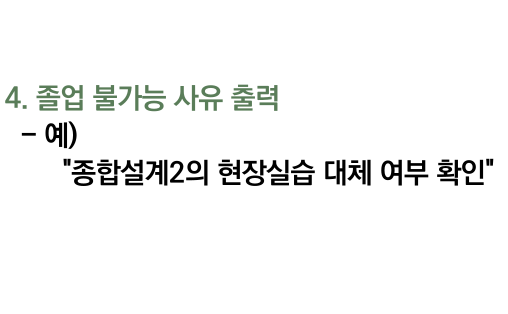 4. 졸업 불가능 사유 출력
– 예)
"종합설계2의 현장실습 대체 여부 확인"